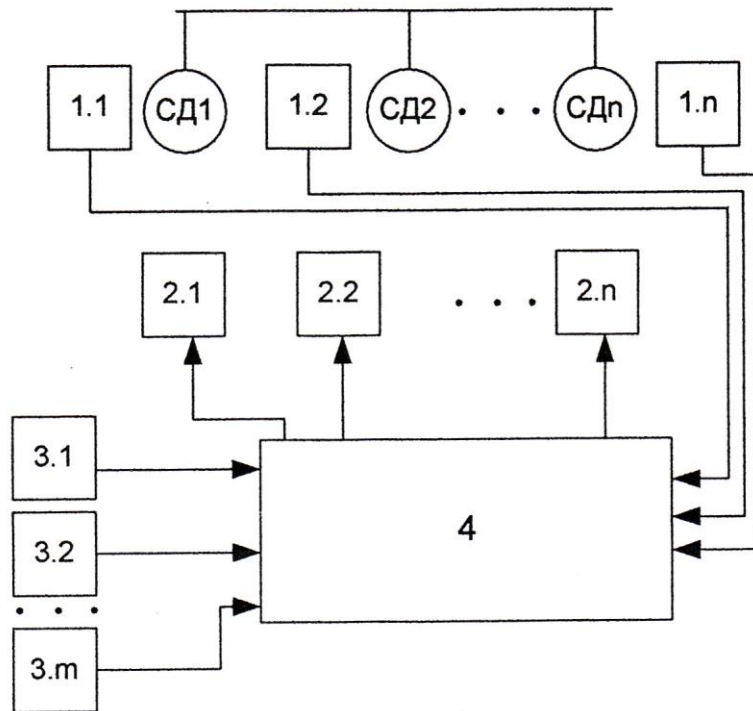 1.1 СД1 1.2 СД2 . . . СДn 1.n
2.1 2.2 . . . 2.n
3.1
4
3.2
. . .
3.m